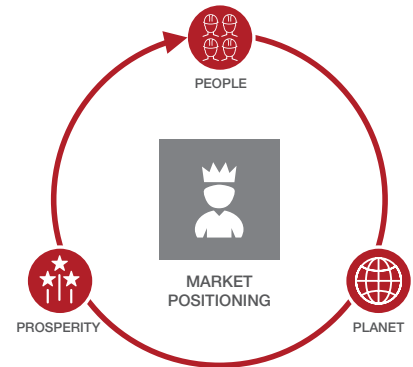 PEOPLE
MARKET
POSITIONING
PROSPERITY
PLANET